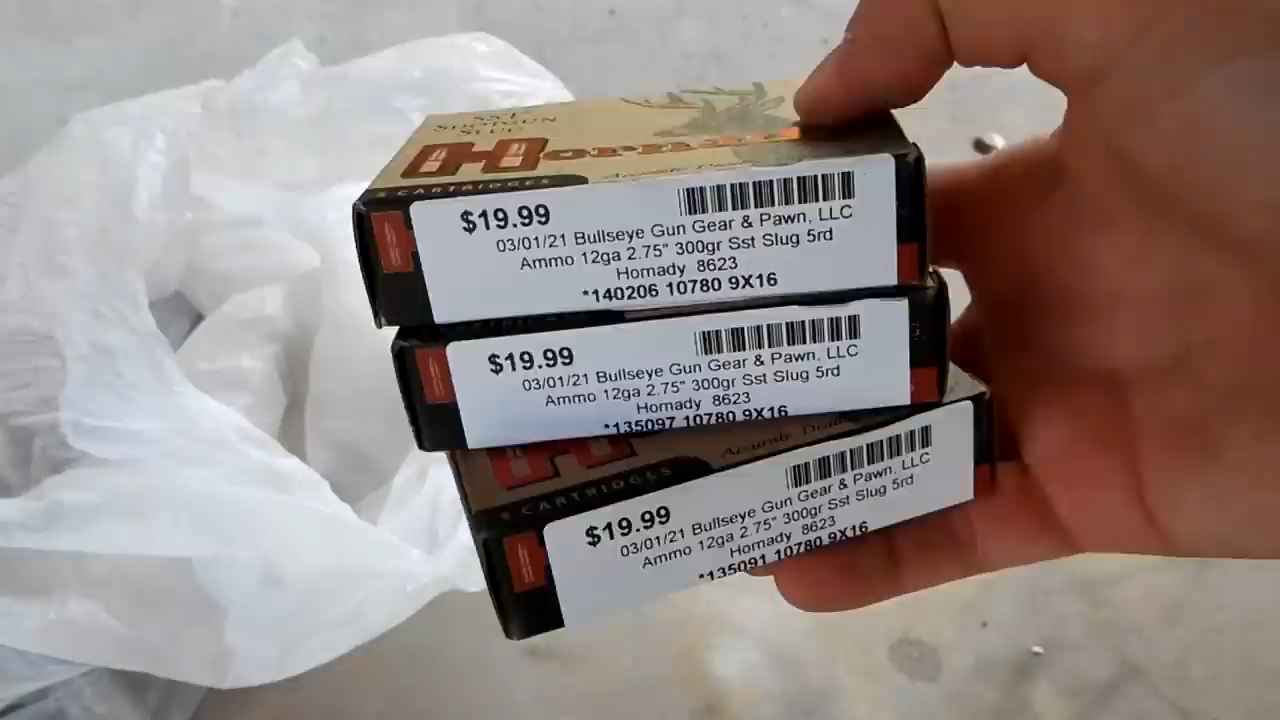 SST
SHOTGUN
SLUG
5 CARTRIDGES
$19.99
03/01/21 Bullseye Gun Gear & Pawn, LLC
Ammo 12ga 2.75" 300gr Sst Slug 5rd
Hornady 8623
*140206 10780 9X16
$19.99
03/01/21 Bullseye Gun Gear & Pawn, LLC
Ammo 12ga 2.75" 300gr Sst Slug 5rd
Hornady 8623
*135097 10780 9X16
Accurate
CARTRIDGES
$19.99
03/01/21 Bullseye Gun Gear & Pawn, LLC
Ammo 12ga 2.75" 300gr Sst Slug 5rd
Hornady 8623
*135091 10780 9X16